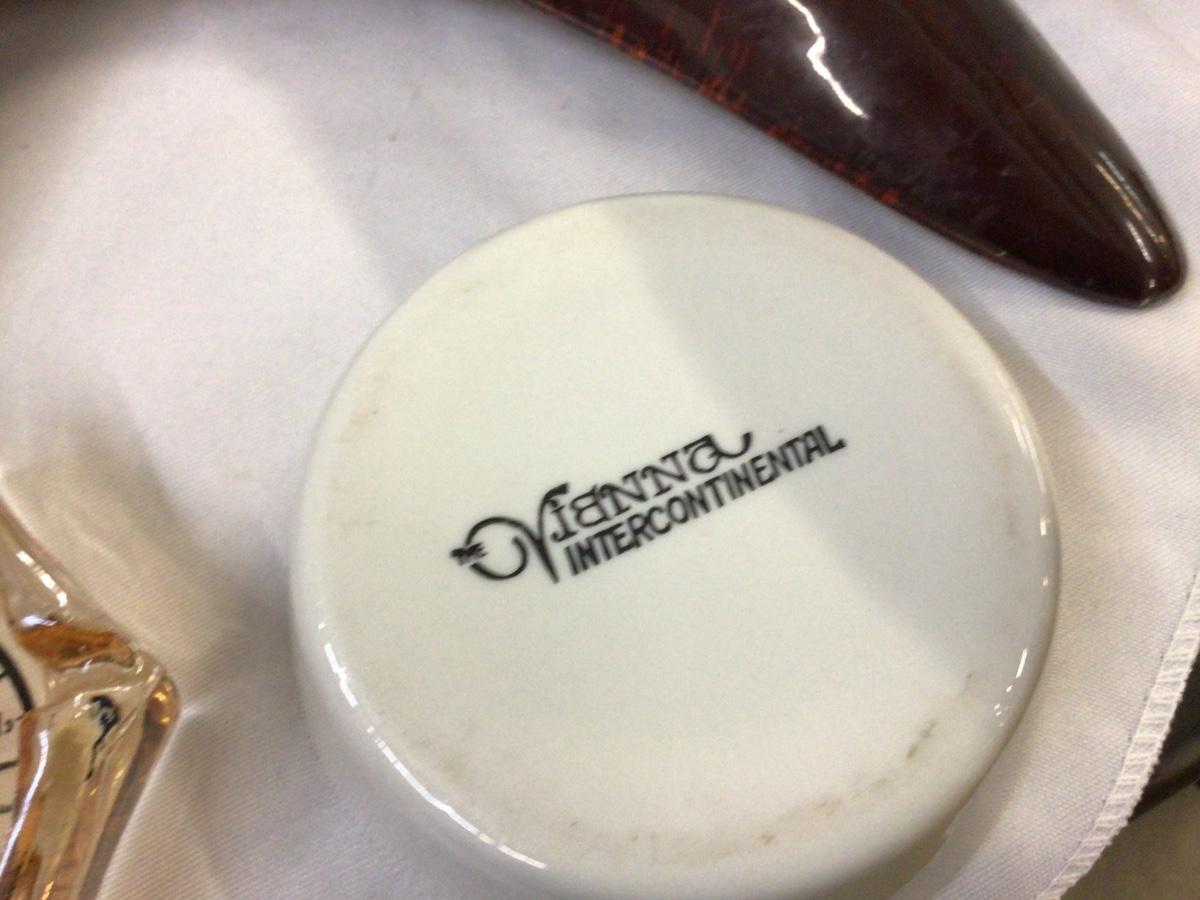 THE Vienna
INTERCONTINENTAL